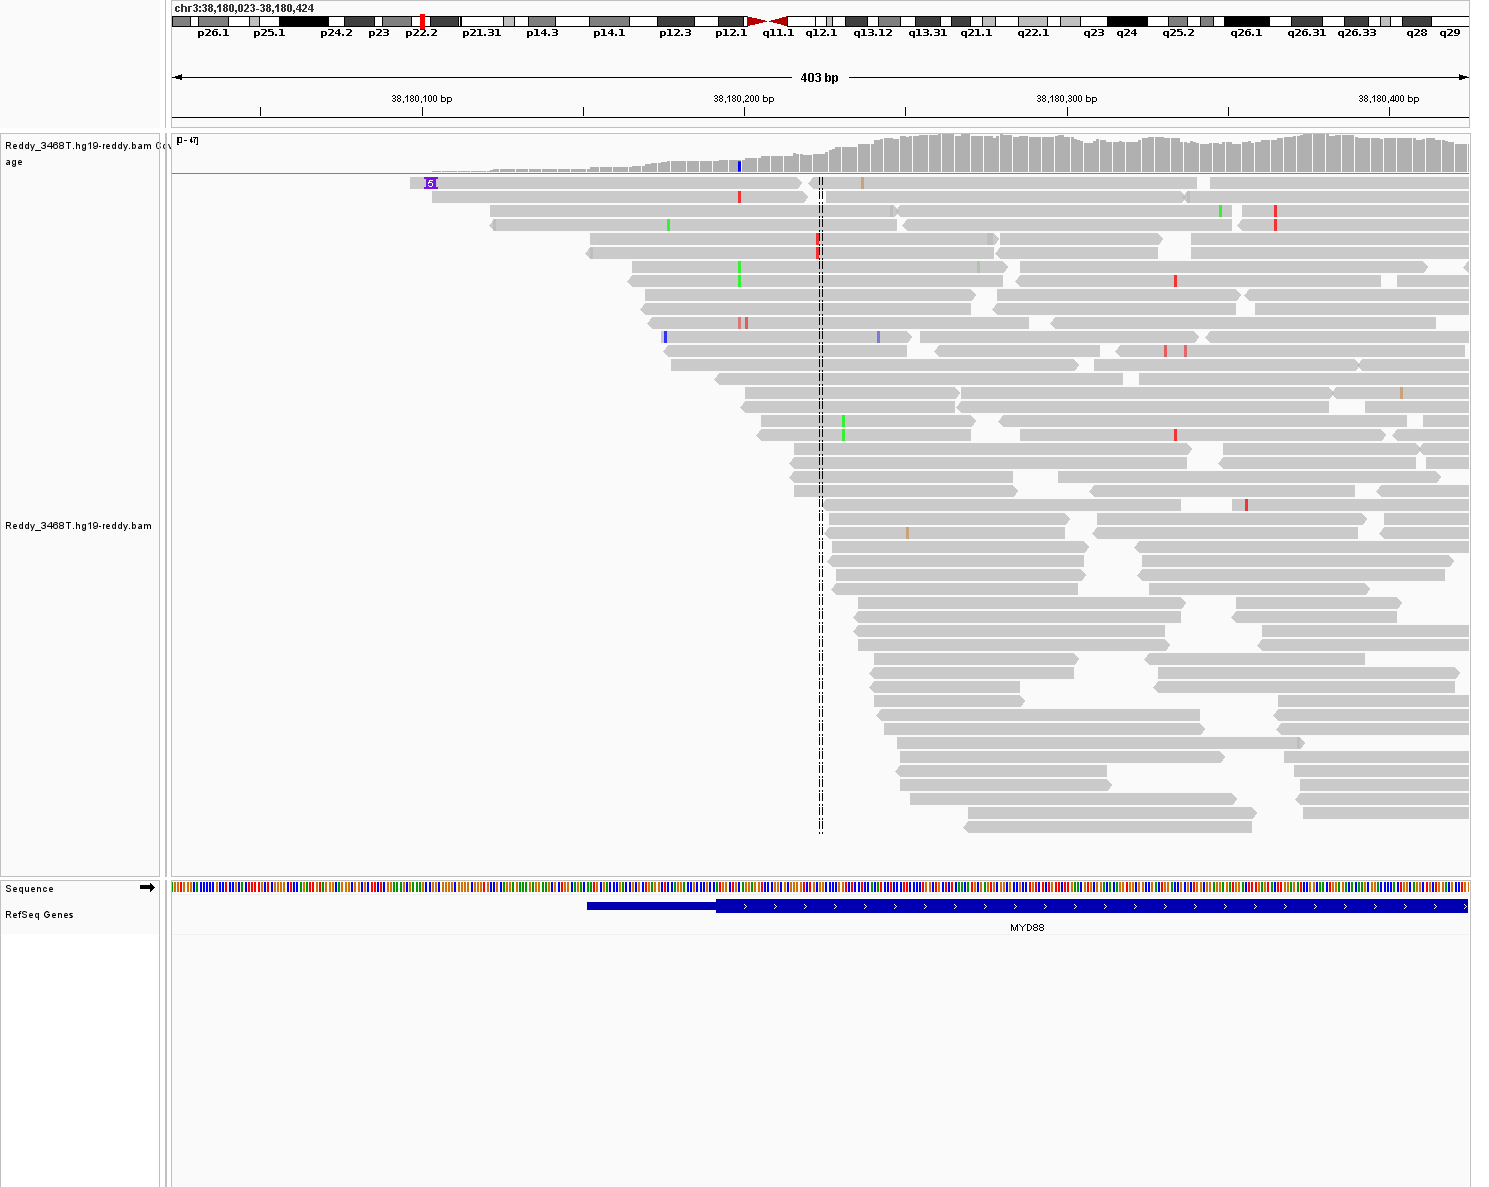 chr3:38,180,023-38,180,424
p26.1 p25.1 p24.2 p23 p22.2 p21.31 p14.3 p14.1 p12.3 p12.1 q11.1 q12.1 q13.12 q13.31 q21.1 q22.1 q23 q24 q25.2 q26.1 q26.31 q26.33 q28 q29
403 bp
38,180,100 bp 38,180,200 bp 38,180,300 bp 38,180,400 bp
[0 - 47]
Reddy_3468T.hg19-reddy.bam Cov
age
5
Reddy_3468T.hg19-reddy.bam
Sequence
RefSeq Genes
MYD88